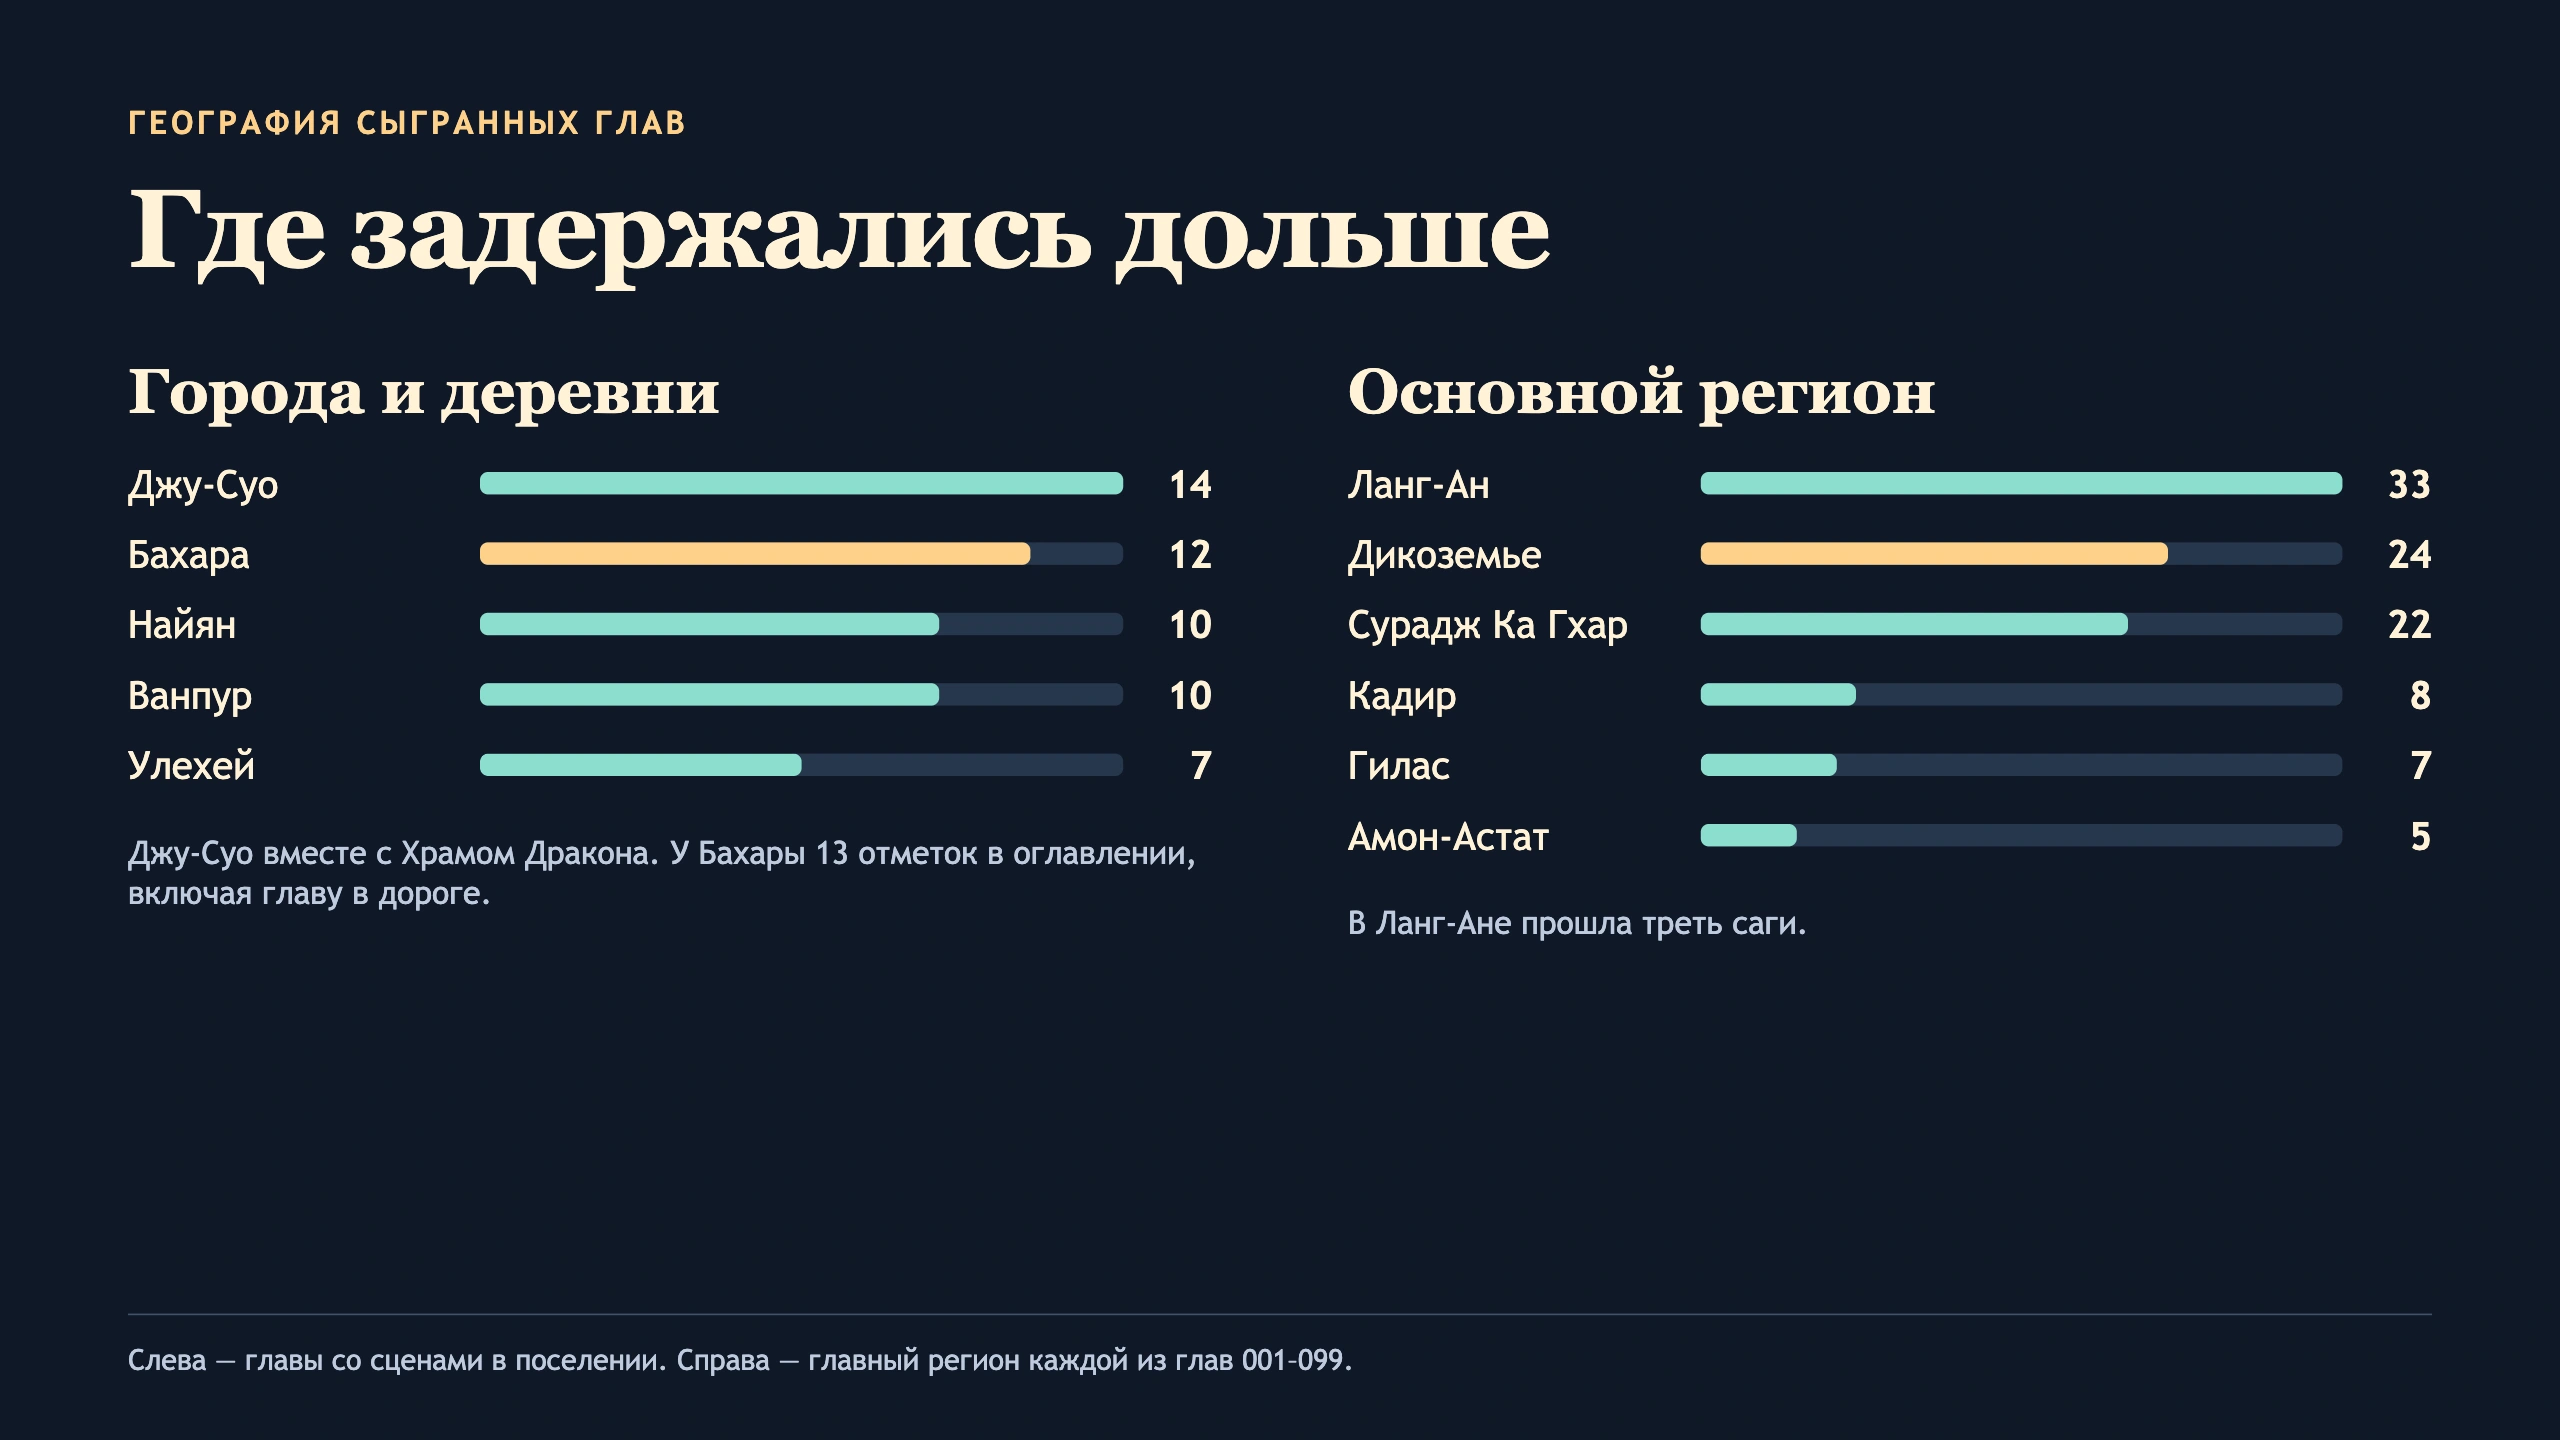 ГЕОГРАФИЯ СЫГРАННЫХ ГЛАВ
Где задержались дольше
Города и деревни
Джу-Суо 14
Бахара 12
Найян 10
Ванпур 10
Улехей 7
Джу-Суо вместе с Храмом Дракона. У Бахары 13 отметок в оглавлении,
включая главу в дороге.
Основной регион
Ланг-Ан 33
Дикоземье 24
Сурадж Ка Гхар 22
Кадир 8
Гилас 7
Амон-Астат 5
В Ланг-Ане прошла треть саги.
Слева — главы со сценами в поселении. Справа — главный регион каждой из глав 001–099.